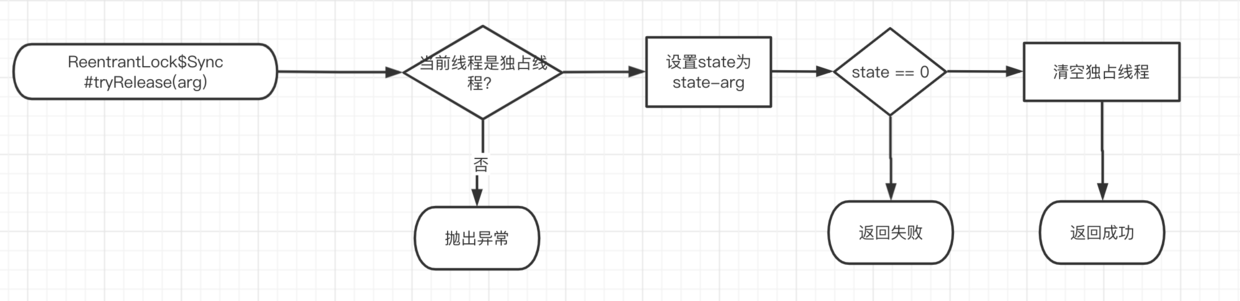 ReentrantLock$Sync
#tryRelease(arg)
当前线程是独占线
程?
设置state为
state-arg
state == 0
清空独占线程
否
抛出异常
返回失败
返回成功